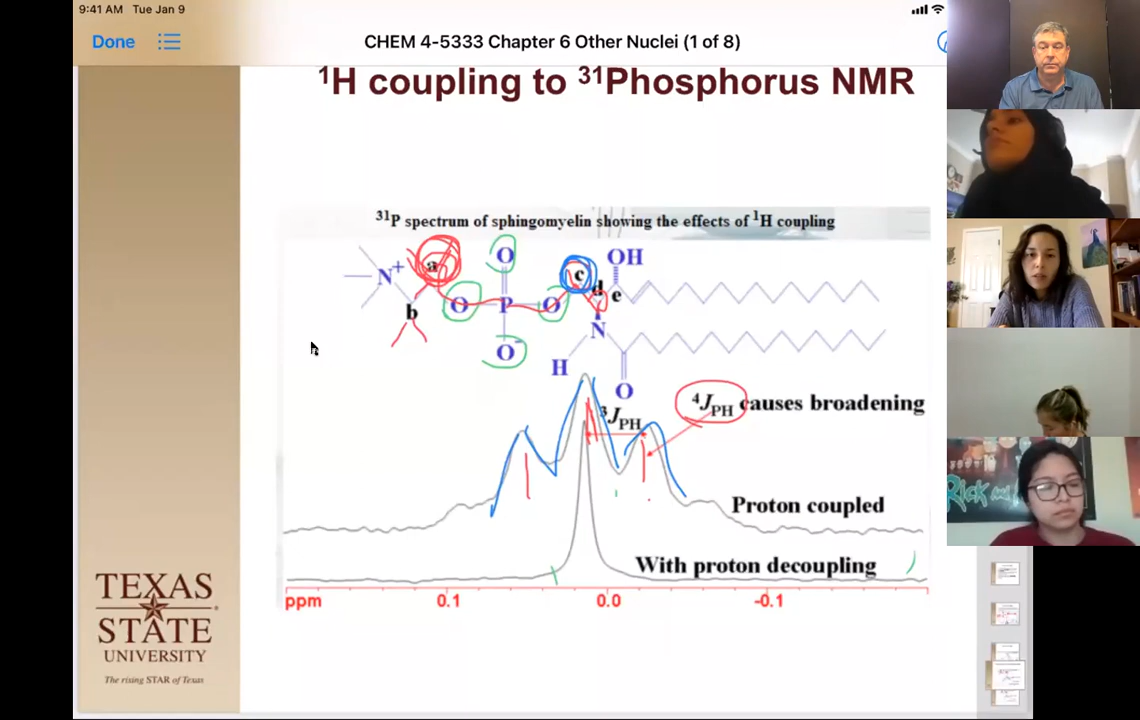 9:41 AM Tue Jan 9
Done
CHEM 4-5333 Chapter 6 Other Nuclei (1 of 8)
¹H coupling to ³¹Phosphorus NMR
³¹P spectrum of sphingomyelin showing the effects of ¹H coupling
O OH
N⁺ a c
d e
b O P O
N
O⁻
H
O
³J_PH
⁴J_PH causes broadening
Proton coupled
With proton decoupling
ppm 0.1 0.0 -0.1
TEXAS
STATE
UNIVERSITY
The rising STAR of Texas